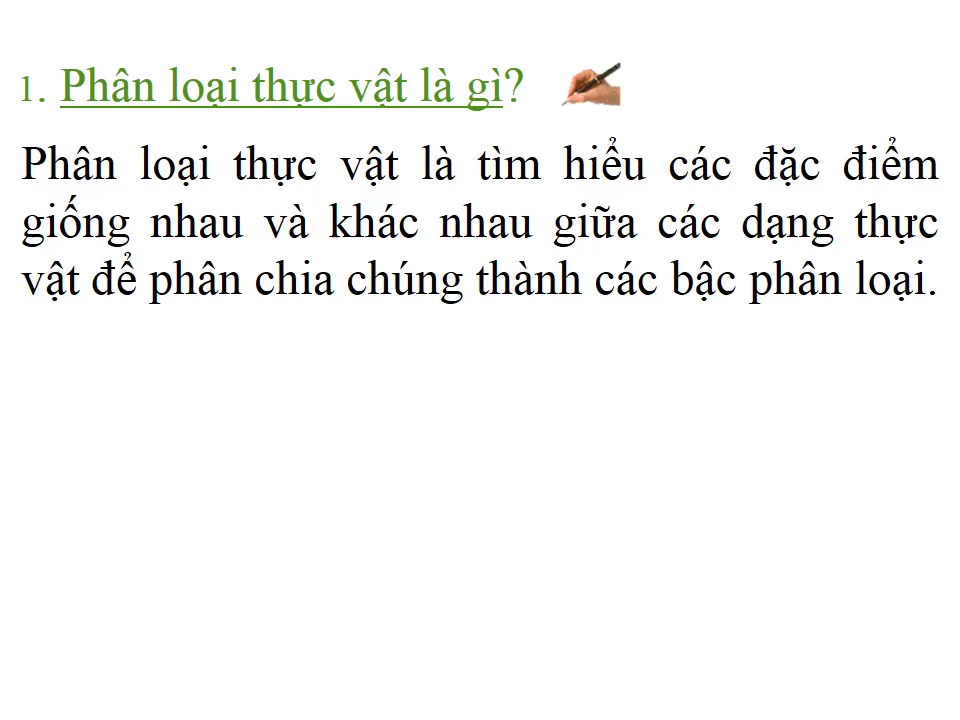 1. Phân loại thực vật là gì?
Phân loại thực vật là tìm hiểu các đặc điểm
giống nhau và khác nhau giữa các dạng thực
vật để phân chia chúng thành các bậc phân loại.